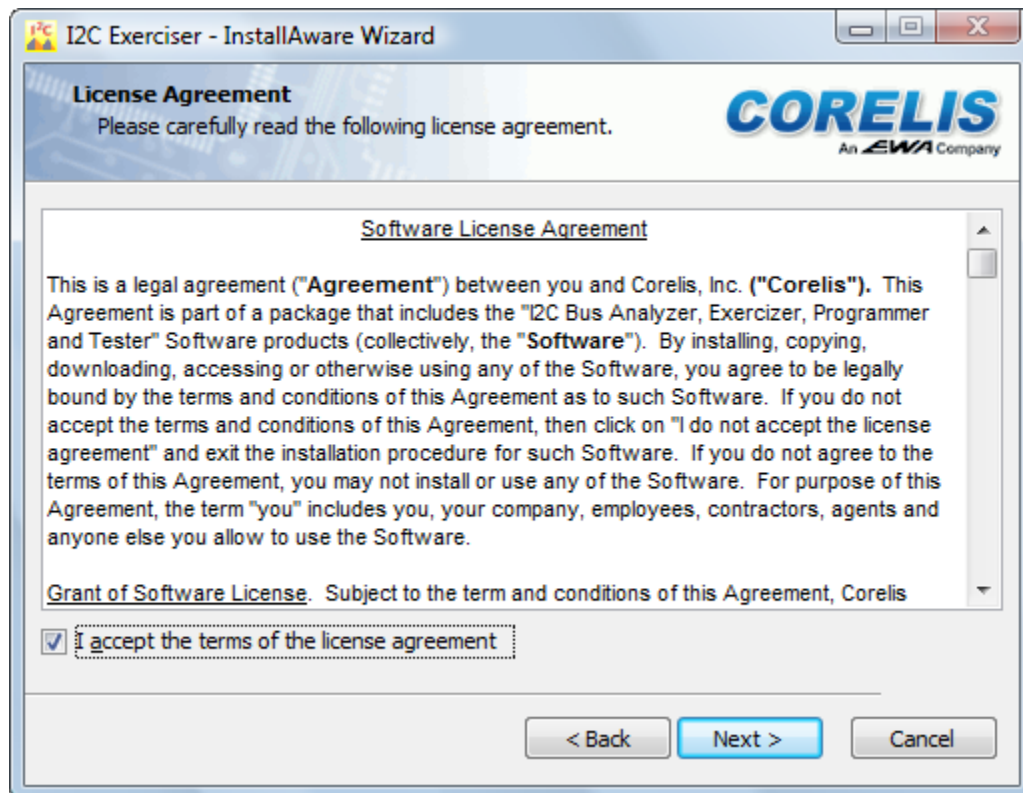 I2C Exerciser - InstallAware Wizard
License Agreement
Please carefully read the following license agreement.
CORELIS
An EWA Company
Software License Agreement
This is a legal agreement ("Agreement") between you and Corelis, Inc. ("Corelis"). This
Agreement is part of a package that includes the "I2C Bus Analyzer, Exercizer, Programmer
and Tester" Software products (collectively, the "Software"). By installing, copying,
downloading, accessing or otherwise using any of the Software, you agree to be legally
bound by the terms and conditions of this Agreement as to such Software. If you do not
accept the terms and conditions of this Agreement, then click on "I do not accept the license
agreement" and exit the installation procedure for such Software. If you do not agree to the
terms of this Agreement, you may not install or use any of the Software. For purpose of this
Agreement, the term "you" includes you, your company, employees, contractors, agents and
anyone else you allow to use the Software.
Grant of Software License. Subject to the term and conditions of this Agreement, Corelis
I accept the terms of the license agreement
< Back
Next >
Cancel